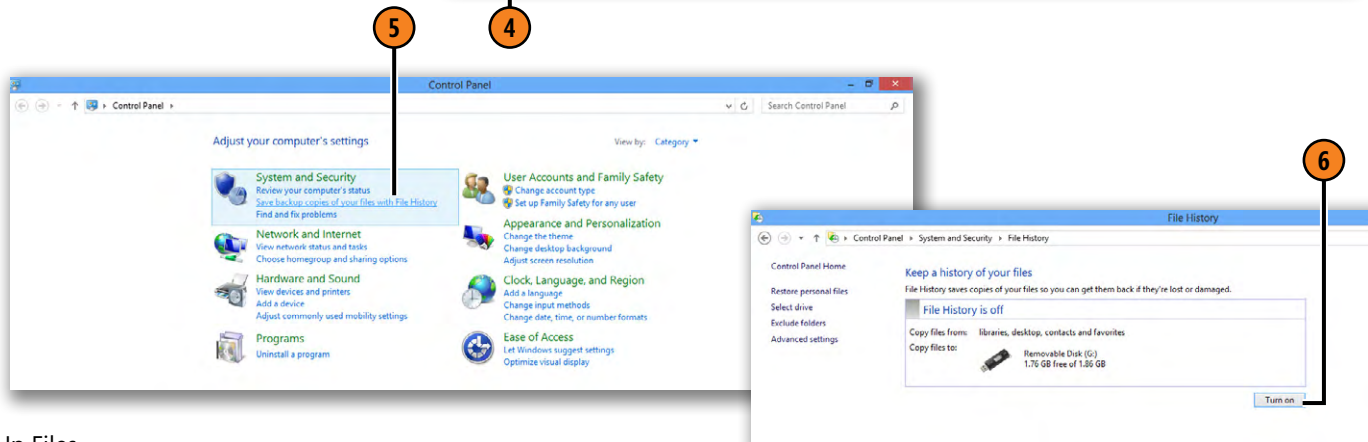 5
4
Control Panel
Control Panel
Search Control Panel
Adjust your computer's settings
View by: Category
System and Security
Review your computer's status
Save backup copies of your files with File History
Find and fix problems
Network and Internet
View network status and tasks
Choose homegroup and sharing options
Hardware and Sound
View devices and printers
Add a device
Adjust commonly used mobility settings
Programs
Uninstall a program
User Accounts and Family Safety
Change account type
Set up Family Safety for any user
Appearance and Personalization
Change the theme
Change desktop background
Adjust screen resolution
Clock, Language, and Region
Add a language
Change input methods
Change date, time, or number formats
Ease of Access
Let Windows suggest settings
Optimize visual display
6
File History
Control Panel System and Security File History
Control Panel Home
Restore personal files
Select drive
Exclude folders
Advanced settings
Keep a history of your files
File History saves copies of your files so you can get them back if they're lost or damaged.
File History is off
Copy files from: libraries, desktop, contacts and favorites
Copy files to: Removable Disk (G:)
1.76 GB free of 1.86 GB
Turn on
Files